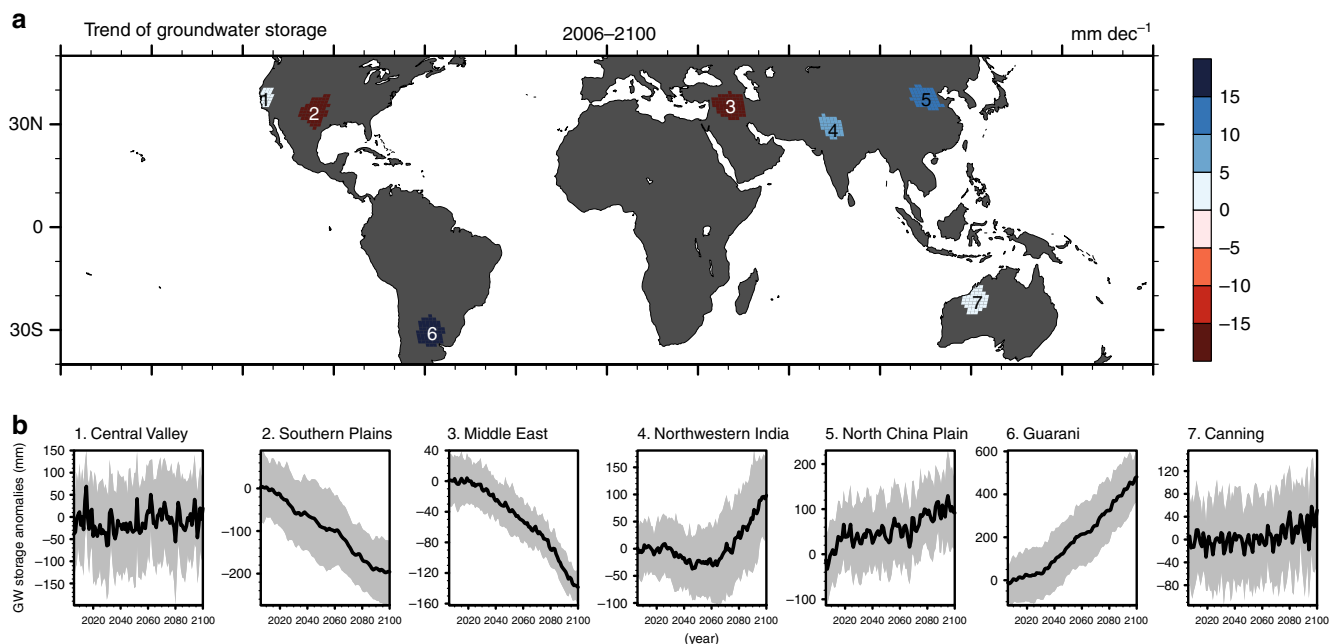 a
Trend of groundwater storage 2006–2100 mm dec−1
30N
0
30S
1
2
3
4
5
6
7
15
10
5
0
−5
−10
−15
b
GW storage anomalies (mm)
1. Central Valley
150
100
50
0
−50
−100
−150
2020 2040 2060 2080 2100
2. Southern Plains
0
−100
−200
2020 2040 2060 2080 2100
3. Middle East
40
0
−40
−80
−120
−160
2020 2040 2060 2080 2100
4. Northwestern India
150
100
50
0
−50
−100
2020 2040 2060 2080 2100
5. North China Plain
200
100
0
−100
2020 2040 2060 2080 2100
6. Guarani
600
400
200
0
2020 2040 2060 2080 2100
7. Canning
120
80
40
0
−40
−80
2020 2040 2060 2080 2100
(year)